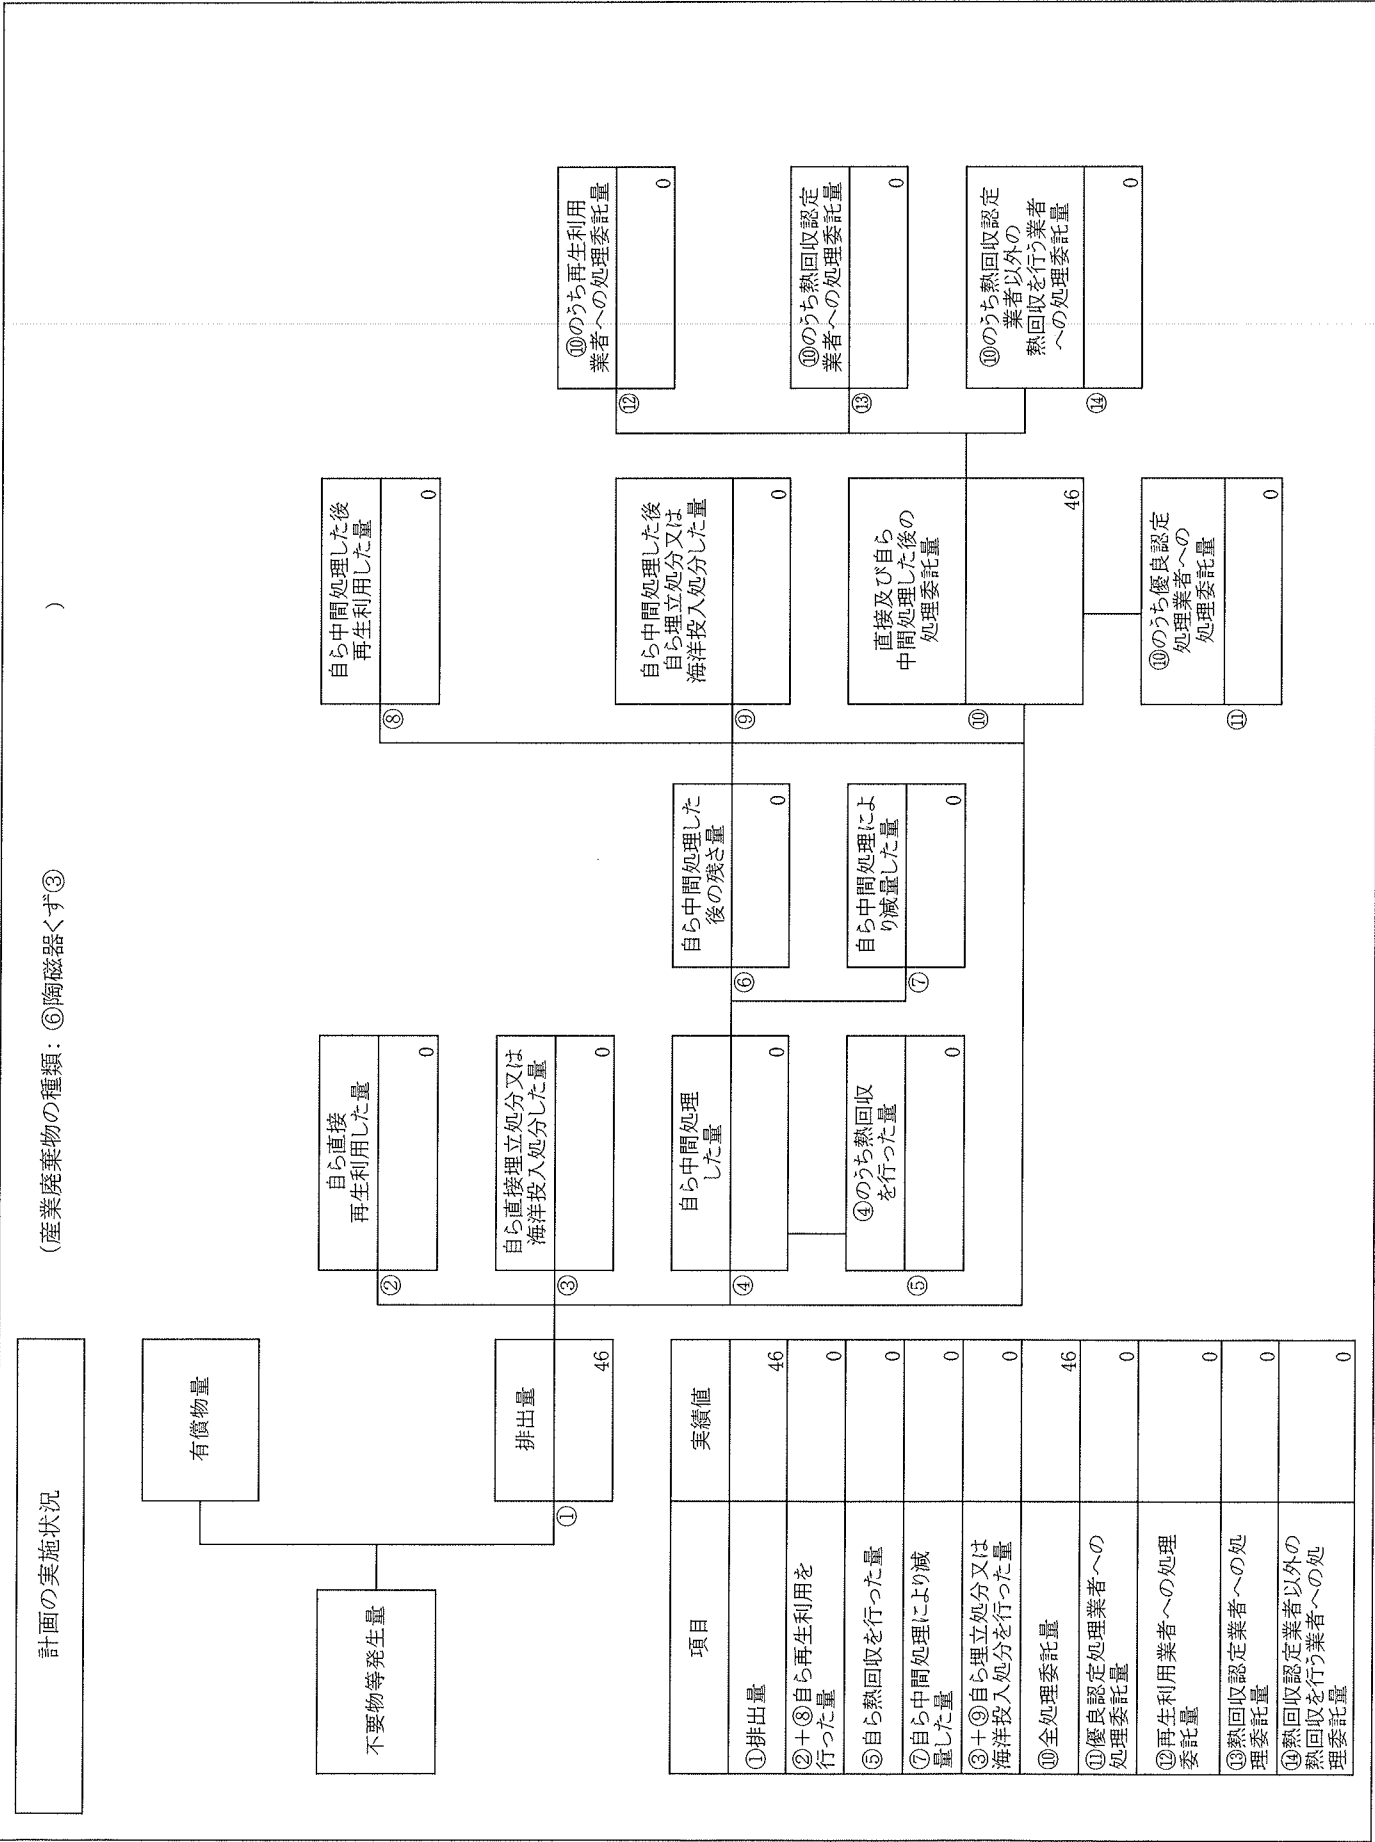 計画の実施状況
(産業廃棄物の種類: ⑥陶磁器くず③ )
不要物等発生量
有償物量
排出量
①
46
自ら直接
再生利用した量
②
0
自ら直接埋立処分又は
海洋投入処分した量
③
0
自ら中間処理
した量
④
0
④のうち熱回収
を行った量
⑤
0
自ら中間処理した
後の残さ量
⑥
0
自ら中間処理によ
り減量した量
⑦
0
自ら中間処理した後
再生利用した量
⑧
0
自ら中間処理した後
自ら埋立処分又は
海洋投入処分した量
⑨
0
直接及び自ら
中間処理した後の
処理委託量
⑩
46
⑩のうち優良認定
処理業者への
処理委託量
⑪
0
⑩のうち再生利用
業者への処理委託量
⑫
0
⑩のうち熱回収認定
業者への処理委託量
⑬
0
⑩のうち熱回収認定
業者以外の
熱回収を行う業者
への処理委託量
⑭
0
項目 実績値
①排出量 46
②+⑧自ら再生利用を
行った量 0
⑤自ら熱回収を行った量 0
⑦自ら中間処理により減
量した量 0
③+⑨自ら埋立処分又は
海洋投入処分を行った量 0
⑩全処理委託量 46
⑪優良認定処理業者への
処理委託量 0
⑫再生利用業者への処理
委託量 0
⑬熱回収認定業者への処
理委託量 0
⑭熱回収認定業者以外の
熱回収を行う業者への処
理委託量 0